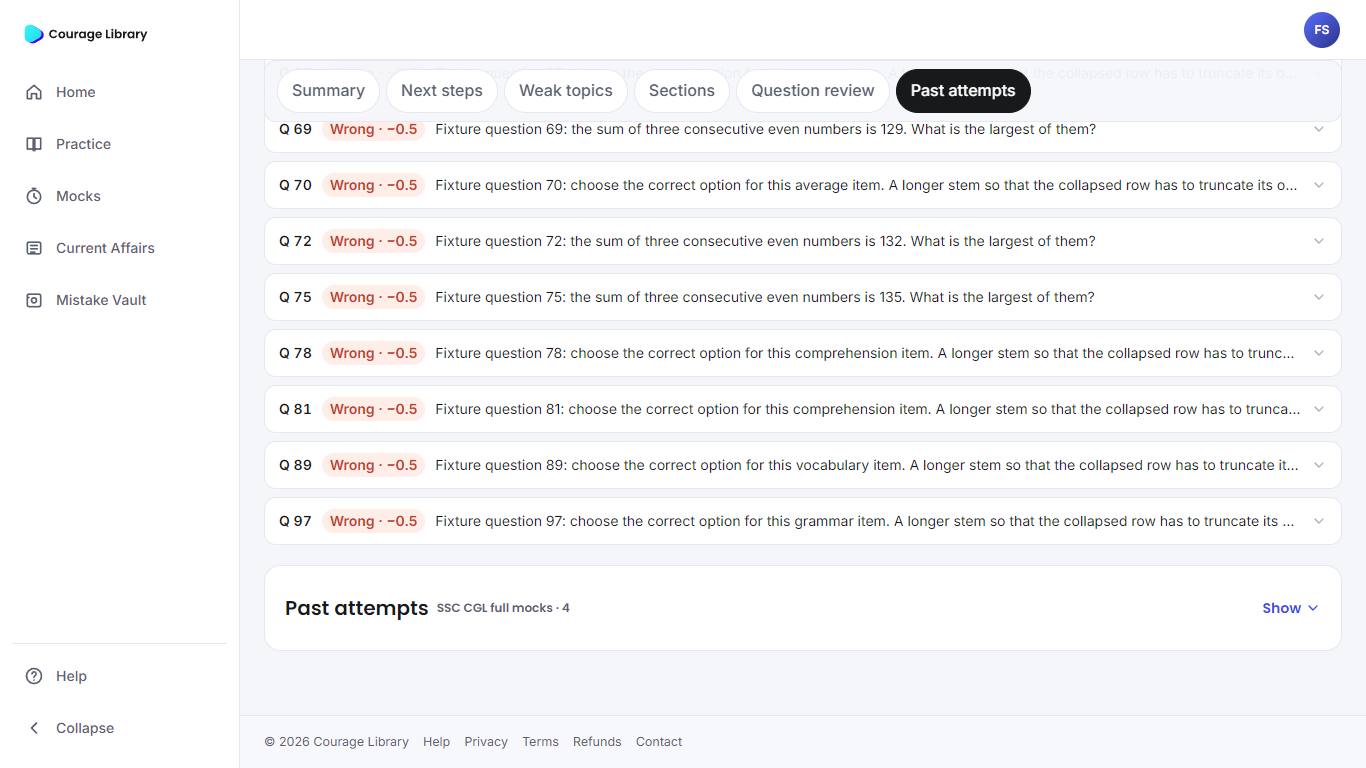 Courage Library
FS
Home
Practice
Mocks
Current Affairs
Mistake Vault
Help
Collapse
Summary
Next steps
Weak topics
Sections
Question review
Past attempts
the collapsed row has to truncate its o...
Q 69 Wrong · −0.5 Fixture question 69: the sum of three consecutive even numbers is 129. What is the largest of them?
Q 70 Wrong · −0.5 Fixture question 70: choose the correct option for this average item. A longer stem so that the collapsed row has to truncate its o...
Q 72 Wrong · −0.5 Fixture question 72: the sum of three consecutive even numbers is 132. What is the largest of them?
Q 75 Wrong · −0.5 Fixture question 75: the sum of three consecutive even numbers is 135. What is the largest of them?
Q 78 Wrong · −0.5 Fixture question 78: choose the correct option for this comprehension item. A longer stem so that the collapsed row has to trunc...
Q 81 Wrong · −0.5 Fixture question 81: choose the correct option for this comprehension item. A longer stem so that the collapsed row has to trunca...
Q 89 Wrong · −0.5 Fixture question 89: choose the correct option for this vocabulary item. A longer stem so that the collapsed row has to truncate it...
Q 97 Wrong · −0.5 Fixture question 97: choose the correct option for this grammar item. A longer stem so that the collapsed row has to truncate its ...
Past attempts SSC CGL full mocks · 4 Show
© 2026 Courage Library Help Privacy Terms Refunds Contact